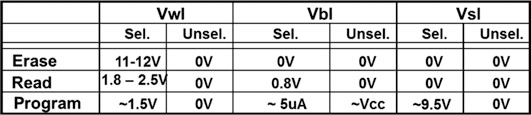 Vwl Vbl Vsl
Sel. Unsel. Sel. Unsel. Sel. Unsel.
Erase 11-12V 0V 0V 0V 0V 0V
Read 1.8 – 2.5V 0V 0.8V 0V 0V 0V
Program ~1.5V 0V ~ 5uA ~Vcc ~9.5V 0V